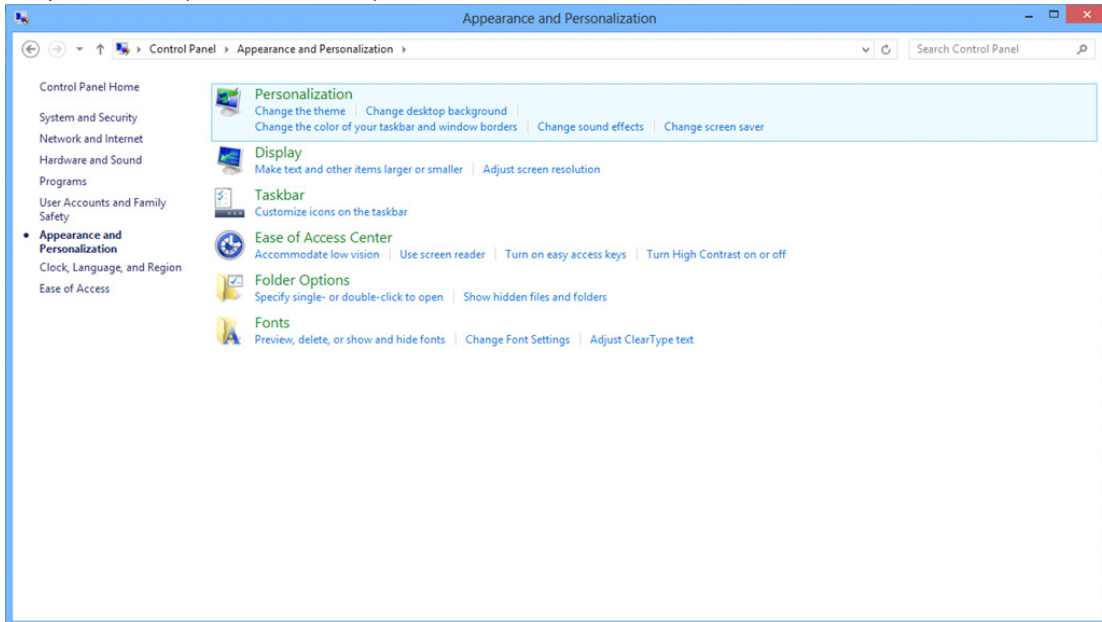 Appearance and Personalization
Control Panel Appearance and Personalization
Search Control Panel
Control Panel Home
System and Security
Network and Internet
Hardware and Sound
Programs
User Accounts and Family
Safety
Appearance and
Personalization
Clock, Language, and Region
Ease of Access
Personalization
Change the theme Change desktop background
Change the color of your taskbar and window borders Change sound effects Change screen saver
Display
Make text and other items larger or smaller Adjust screen resolution
Taskbar
Customize icons on the taskbar
Ease of Access Center
Accommodate low vision Use screen reader Turn on easy access keys Turn High Contrast on or off
Folder Options
Specify single- or double-click to open Show hidden files and folders
Fonts
Preview, delete, or show and hide fonts Change Font Settings Adjust ClearType text